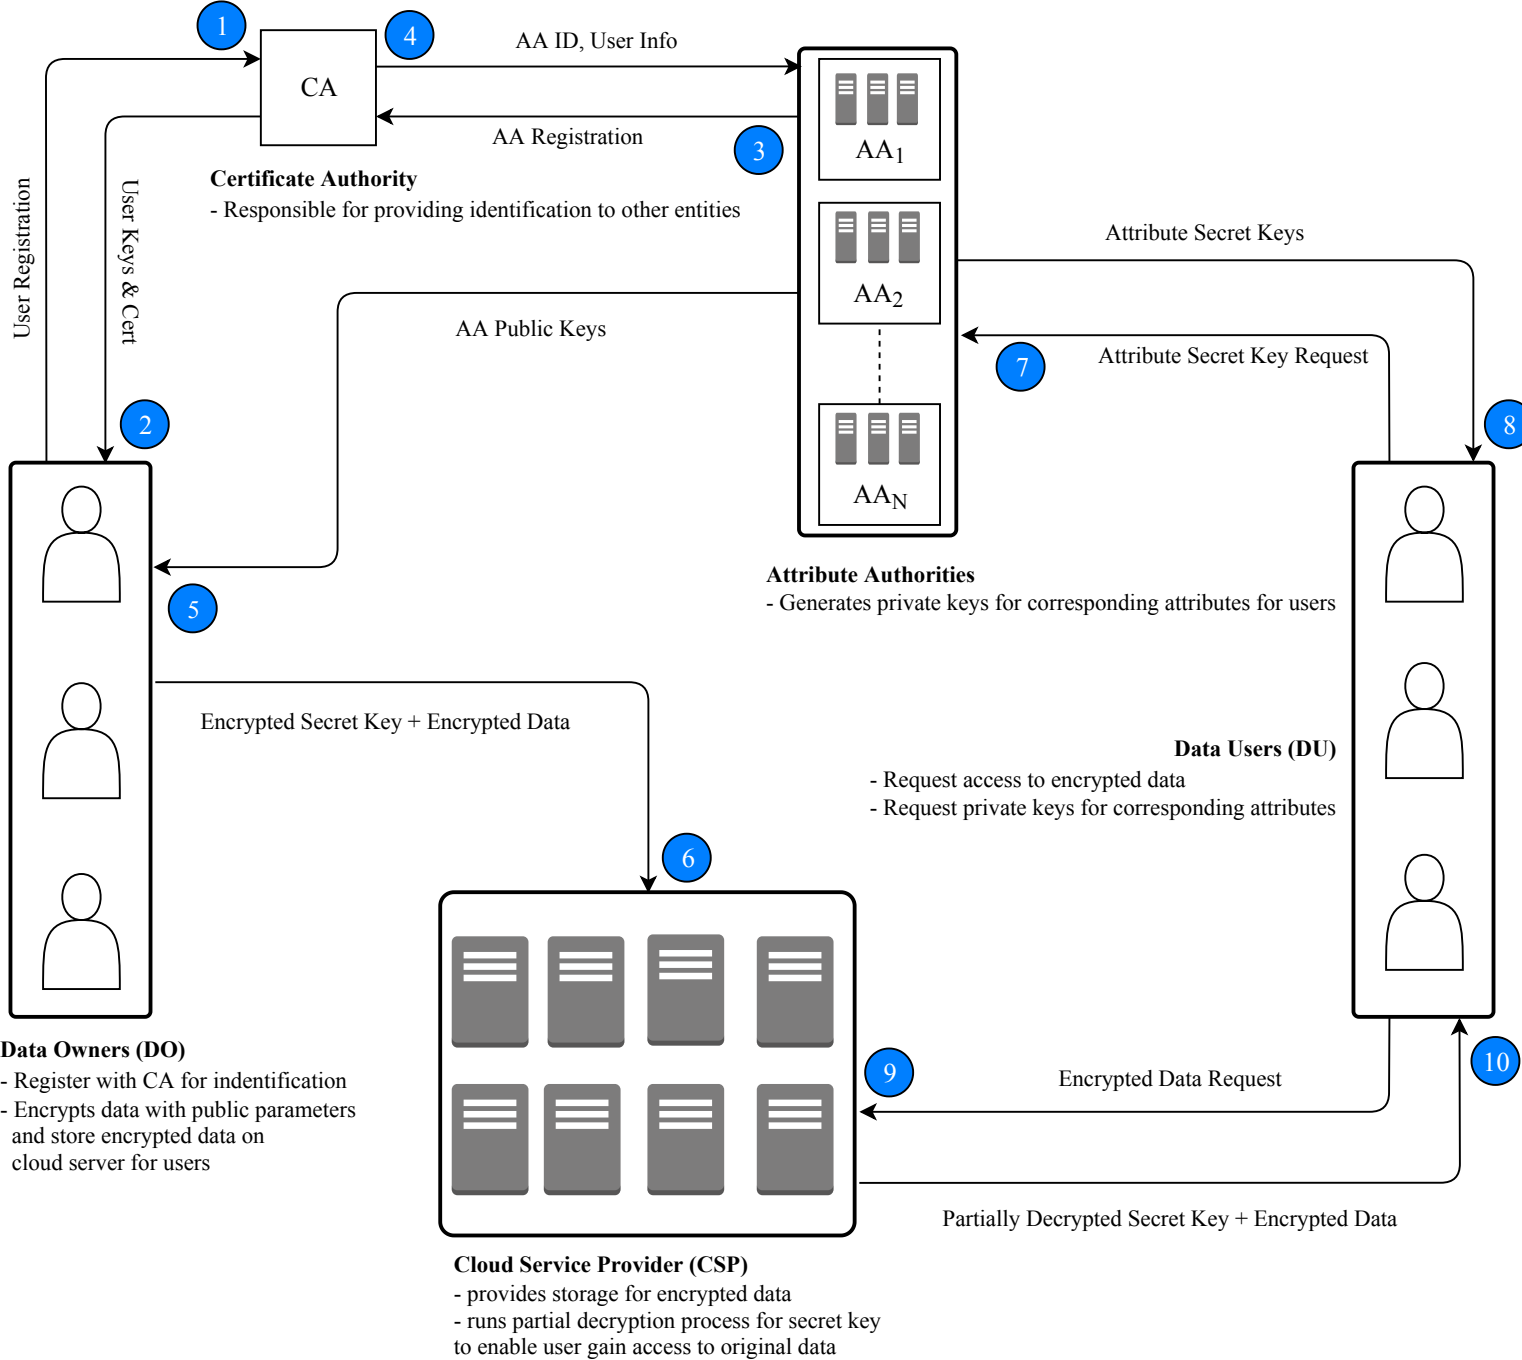 1
4
AA ID, User Info
CA
AA Registration
3
AA1
Certificate Authority
- Responsible for providing identification to other entities
User Registration
User Keys & Cert
AA2
Attribute Secret Keys
AA Public Keys
7
Attribute Secret Key Request
2
8
AAN
Attribute Authorities
- Generates private keys for corresponding attributes for users
5
Encrypted Secret Key + Encrypted Data
Data Users (DU)
- Request access to encrypted data
- Request private keys for corresponding attributes
6
Data Owners (DO)
- Register with CA for indentification
- Encrypts data with public parameters
and store encrypted data on
cloud server for users
9
Encrypted Data Request
10
Partially Decrypted Secret Key + Encrypted Data
Cloud Service Provider (CSP)
- provides storage for encrypted data
- runs partial decryption process for secret key
to enable user gain access to original data